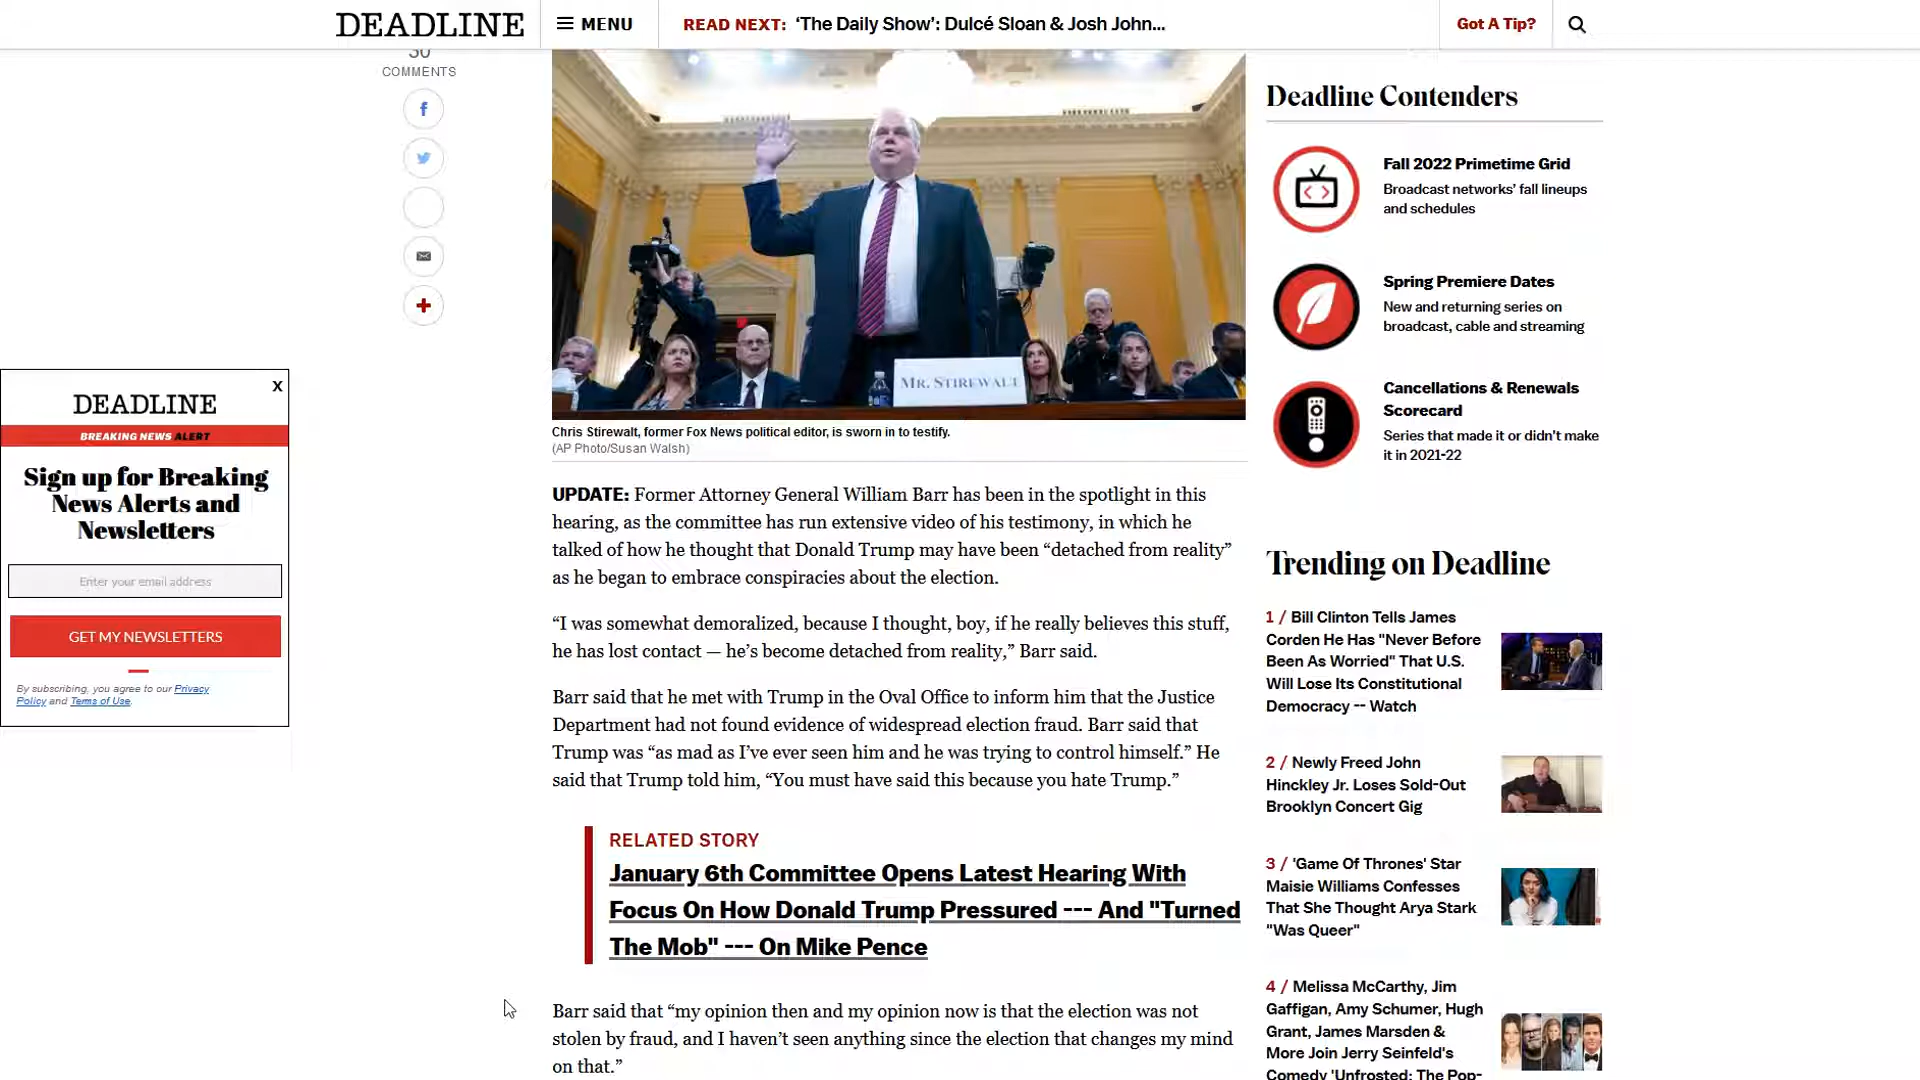 DEADLINE
MENU
READ NEXT: ‘The Daily Show’: Dulcé Sloan & Josh John...
Got A Tip?
30
COMMENTS
MR. STIREWALT
Chris Stirewalt, former Fox News political editor, is sworn in to testify.
(AP Photo/Susan Walsh)
UPDATE: Former Attorney General William Barr has been in the spotlight in this
hearing, as the committee has run extensive video of his testimony, in which he
talked of how he thought that Donald Trump may have been “detached from reality”
as he began to embrace conspiracies about the election.
“I was somewhat demoralized, because I thought, boy, if he really believes this stuff,
he has lost contact — he’s become detached from reality,” Barr said.
Barr said that he met with Trump in the Oval Office to inform him that the Justice
Department had not found evidence of widespread election fraud. Barr said that
Trump was “as mad as I’ve ever seen him and he was trying to control himself.” He
said that Trump told him, “You must have said this because you hate Trump.”
RELATED STORY
January 6th Committee Opens Latest Hearing With
Focus On How Donald Trump Pressured --- And "Turned
The Mob" --- On Mike Pence
Barr said that “my opinion then and my opinion now is that the election was not
stolen by fraud, and I haven’t seen anything since the election that changes my mind
on that.”
X
DEADLINE
BREAKING NEWS ALERT
Sign up for Breaking
News Alerts and
Newsletters
Enter your email address
GET MY NEWSLETTERS
By subscribing, you agree to our Privacy
Policy and Terms of Use.
Deadline Contenders
Fall 2022 Primetime Grid
Broadcast networks’ fall lineups
and schedules
Spring Premiere Dates
New and returning series on
broadcast, cable and streaming
Cancellations & Renewals
Scorecard
Series that made it or didn’t make
it in 2021-22
Trending on Deadline
1 / Bill Clinton Tells James
Corden He Has "Never Before
Been As Worried" That U.S.
Will Lose Its Constitutional
Democracy -- Watch
2 / Newly Freed John
Hinckley Jr. Loses Sold-Out
Brooklyn Concert Gig
3 / 'Game Of Thrones' Star
Maisie Williams Confesses
That She Thought Arya Stark
"Was Queer"
4 / Melissa McCarthy, Jim
Gaffigan, Amy Schumer, Hugh
Grant, James Marsden &
More Join Jerry Seinfeld's
Comedy 'Unfrosted: The Pop-